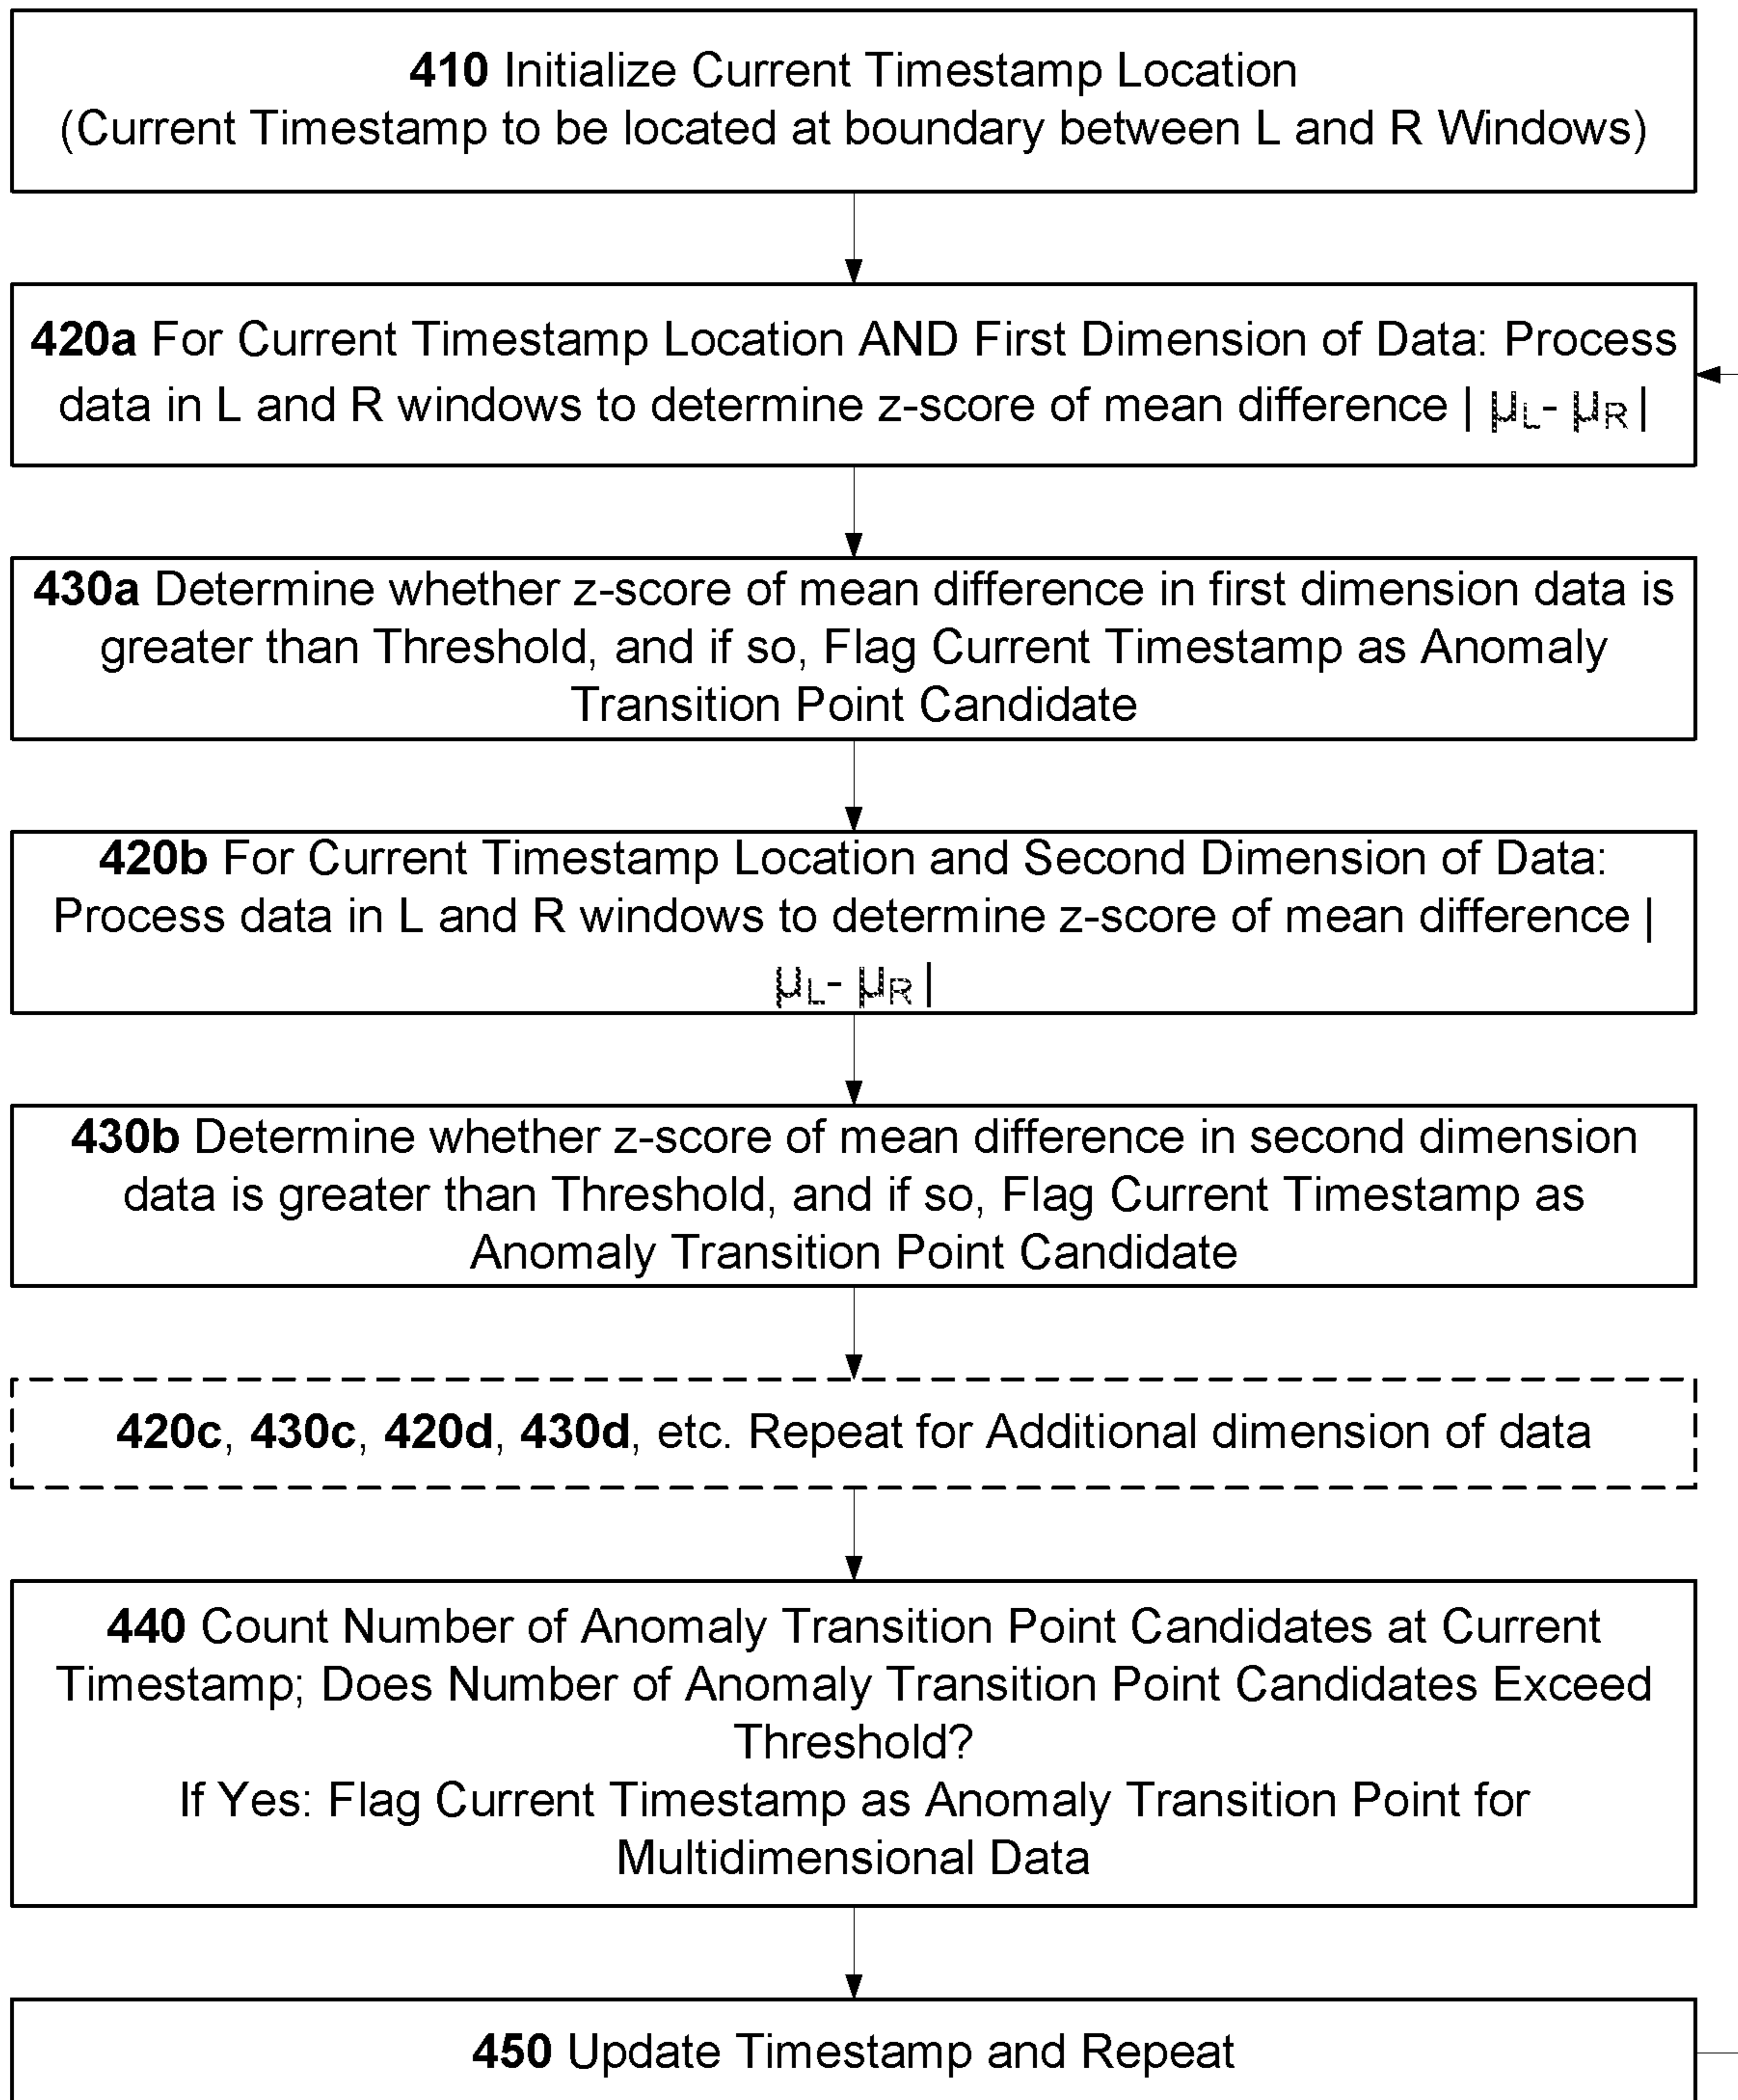 410 Initialize Current Timestamp Location
(Current Timestamp to be located at boundary between L and R Windows)
420a For Current Timestamp Location AND First Dimension of Data: Process
data in L and R windows to determine z-score of mean difference | μL- μR|
430a Determine whether z-score of mean difference in first dimension data is
greater than Threshold, and if so, Flag Current Timestamp as Anomaly
Transition Point Candidate
420b For Current Timestamp Location and Second Dimension of Data:
Process data in L and R windows to determine z-score of mean difference |
μL- μR|
430b Determine whether z-score of mean difference in second dimension
data is greater than Threshold, and if so, Flag Current Timestamp as
Anomaly Transition Point Candidate
420c, 430c, 420d, 430d, etc. Repeat for Additional dimension of data
440 Count Number of Anomaly Transition Point Candidates at Current
Timestamp; Does Number of Anomaly Transition Point Candidates Exceed
Threshold?
If Yes: Flag Current Timestamp as Anomaly Transition Point for
Multidimensional Data
450 Update Timestamp and Repeat